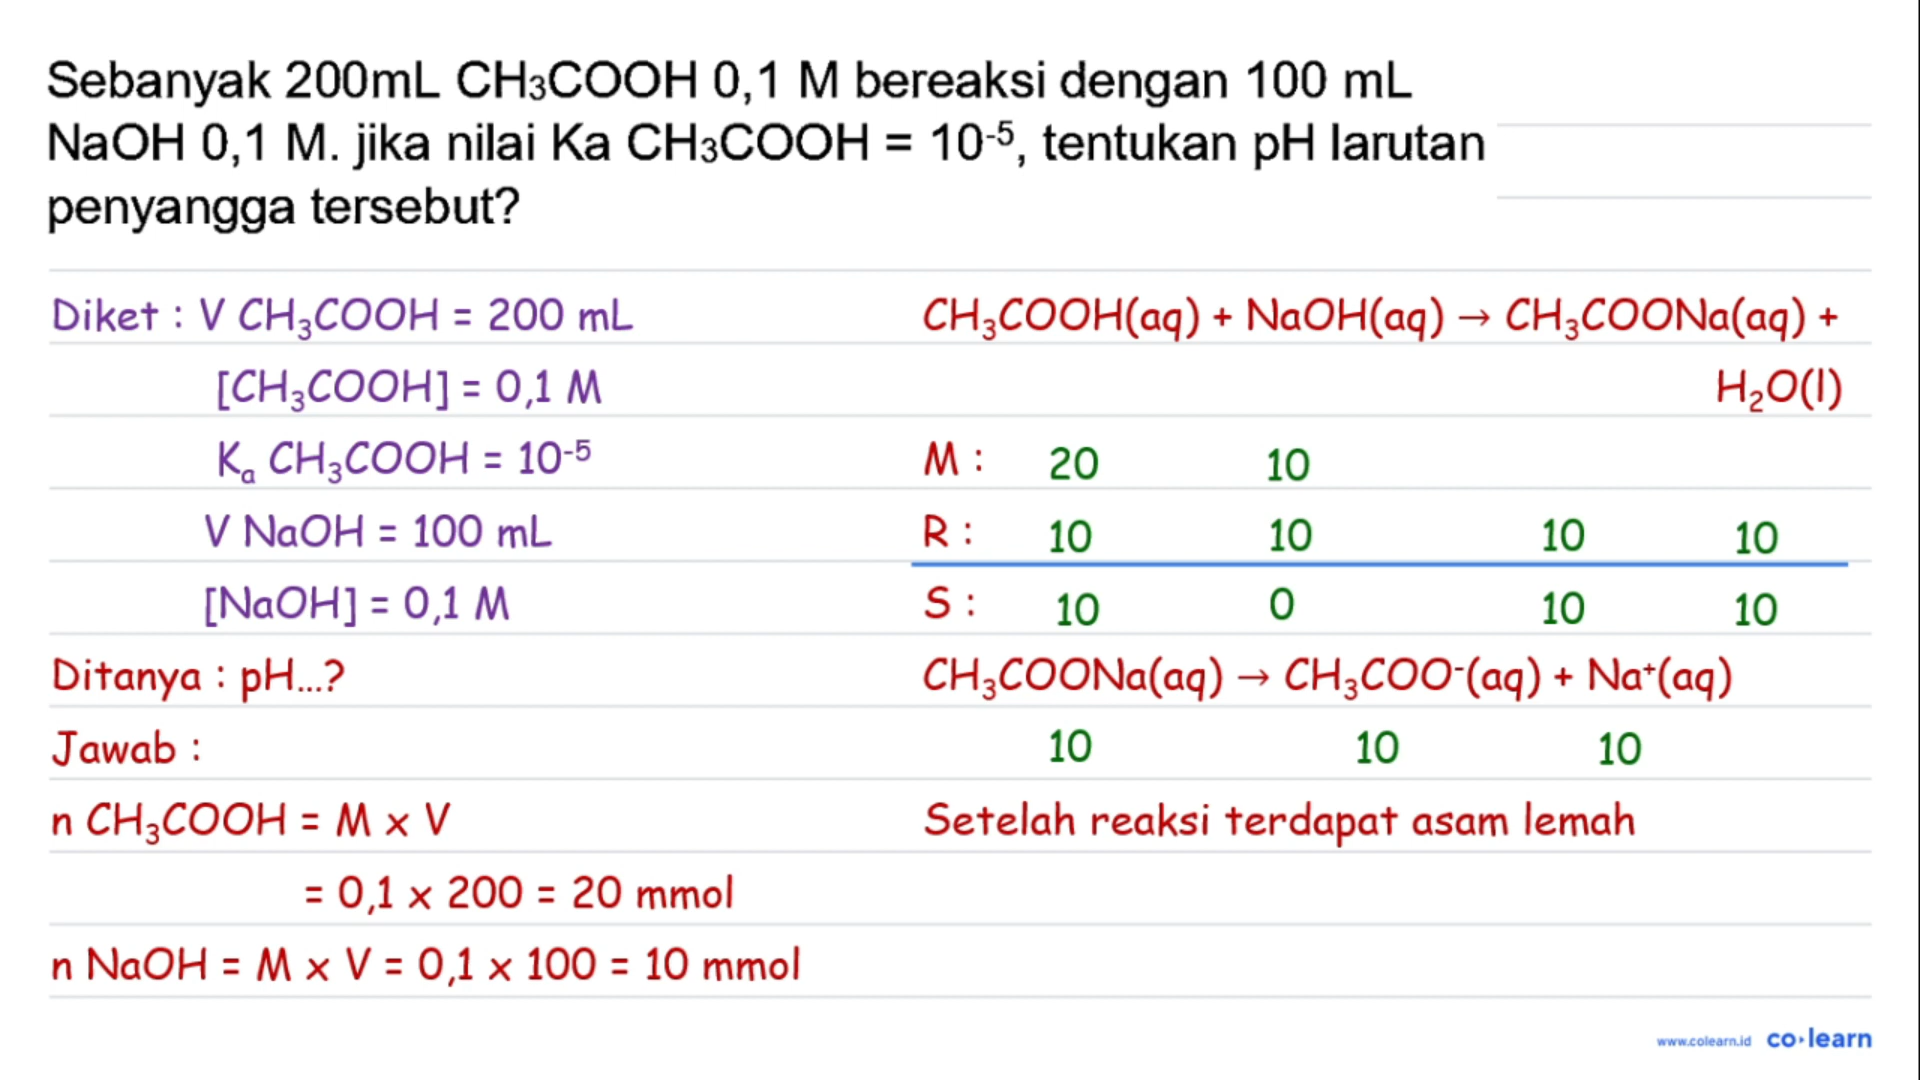 Sebanyak 200mL CH₃COOH 0,1 M bereaksi dengan 100 mL
NaOH 0,1 M. jika nilai Ka CH₃COOH = 10⁻⁵, tentukan pH larutan
penyangga tersebut?
Diket : V CH₃COOH = 200 mL
[CH₃COOH] = 0,1 M
Kₐ CH₃COOH = 10⁻⁵
V NaOH = 100 mL
[NaOH] = 0,1 M
Ditanya : pH...?
Jawab :
n CH₃COOH = M x V
= 0,1 x 200 = 20 mmol
n NaOH = M x V = 0,1 x 100 = 10 mmol
CH₃COOH(aq) + NaOH(aq) → CH₃COONa(aq) +
H₂O(l)
M : 20 10
R : 10 10 10 10
S : 10 0 10 10
CH₃COONa(aq) → CH₃COO⁻(aq) + Na⁺(aq)
10 10 10
Setelah reaksi terdapat asam lemah
www.colearn.id co·learn